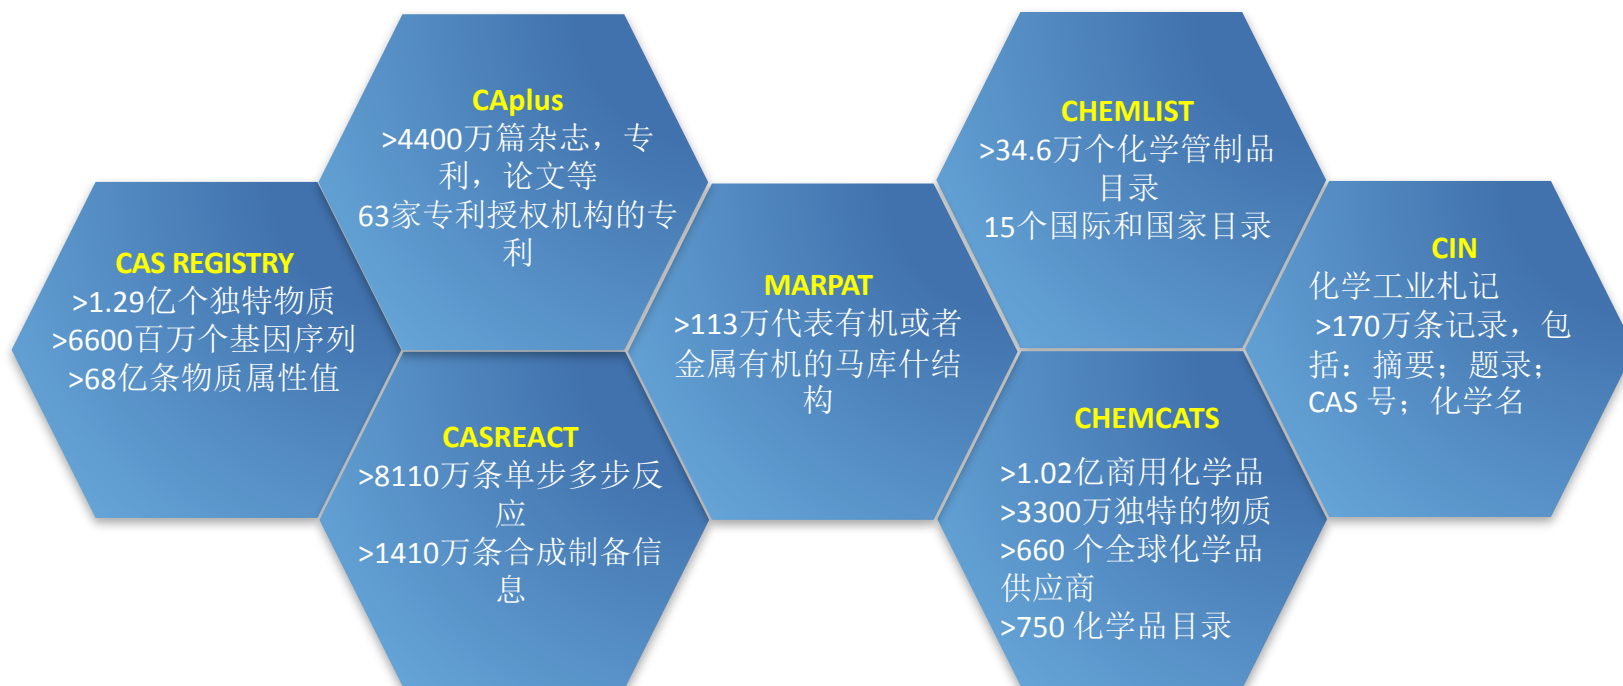 CAplus
>4400万篇杂志，专
利，论文等
63家专利授权机构的专
利
CHEMLIST
>34.6万个化学管制品
目录
15个国际和国家目录
CAS REGISTRY
>1.29亿个独特物质
>6600百万个基因序列
>68亿条物质属性值
MARPAT
>113万代表有机或者
金属有机的马库什结
构
CIN
化学工业札记
>170万条记录，包
括：摘要；题录；
CAS 号；化学名
CASREACT
>8110万条单步多步反
应
>1410万条合成制备信
息
CHEMCATS
>1.02亿商用化学品
>3300万独特的物质
>660 个全球化学品
供应商
>750 化学品目录